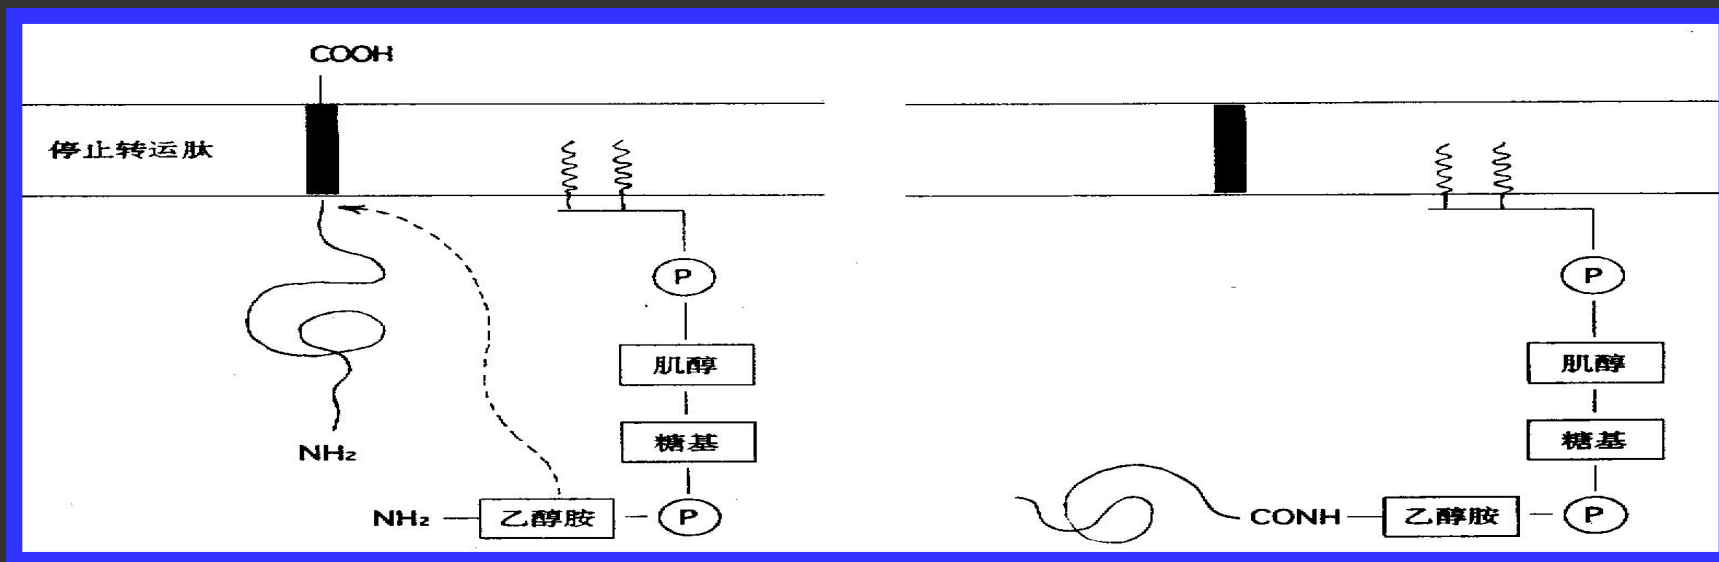 COOH
停止转运肽
P
肌醇
糖基
NH₂
NH₂ 乙醇胺 P
P
肌醇
糖基
CONH 乙醇胺 P